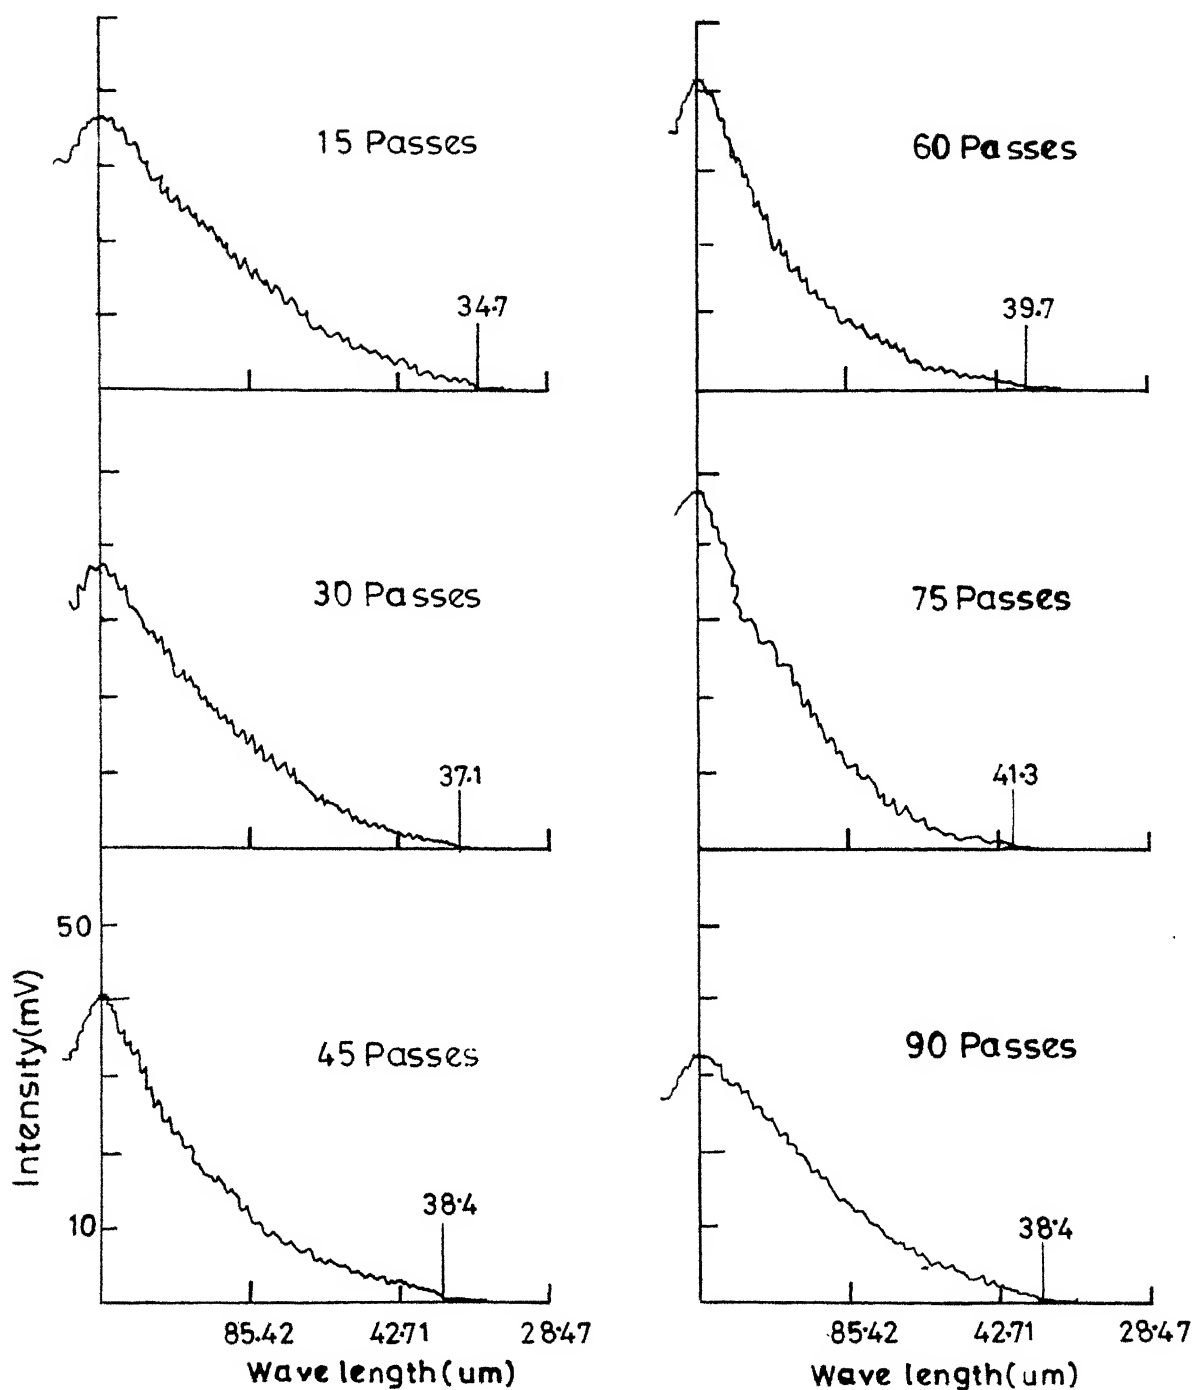 15 Passes
34.7
60 Passes
39.7
30 Passes
37.1
75 Passes
41.3
50
10
Intensity(mV)
45 Passes
38.4
85.42
42.71
28.47
Wave length(um)
90 Passes
38.4
85.42
42.71
28.47
Wave length(um)